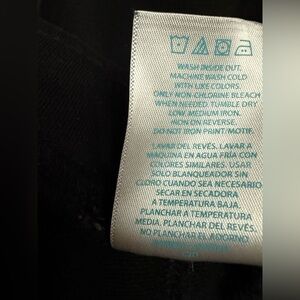 WASH INSIDE OUT.
MACHINE WASH COLD
WITH LIKE COLORS.
ONLY NON-CHLORINE BLEACH
WHEN NEEDED. TUMBLE DRY
LOW. MEDIUM IRON.
IRON ON REVERSE.
DO NOT IRON PRINT/MOTIF.
LAVAR DEL REVÉS. LAVAR A
MÁQUINA EN AGUA FRÍA CON
COLORES SIMILARES. USAR
SOLO BLANQUEADOR SIN
CLORO CUANDO SEA NECESARIO
SECAR EN SECADORA
A TEMPERATURA BAJA.
PLANCHAR A TEMPERATURA
MEDIA. PLANCHAR DEL REVÉS.
NO PLANCHAR EL ADORNO